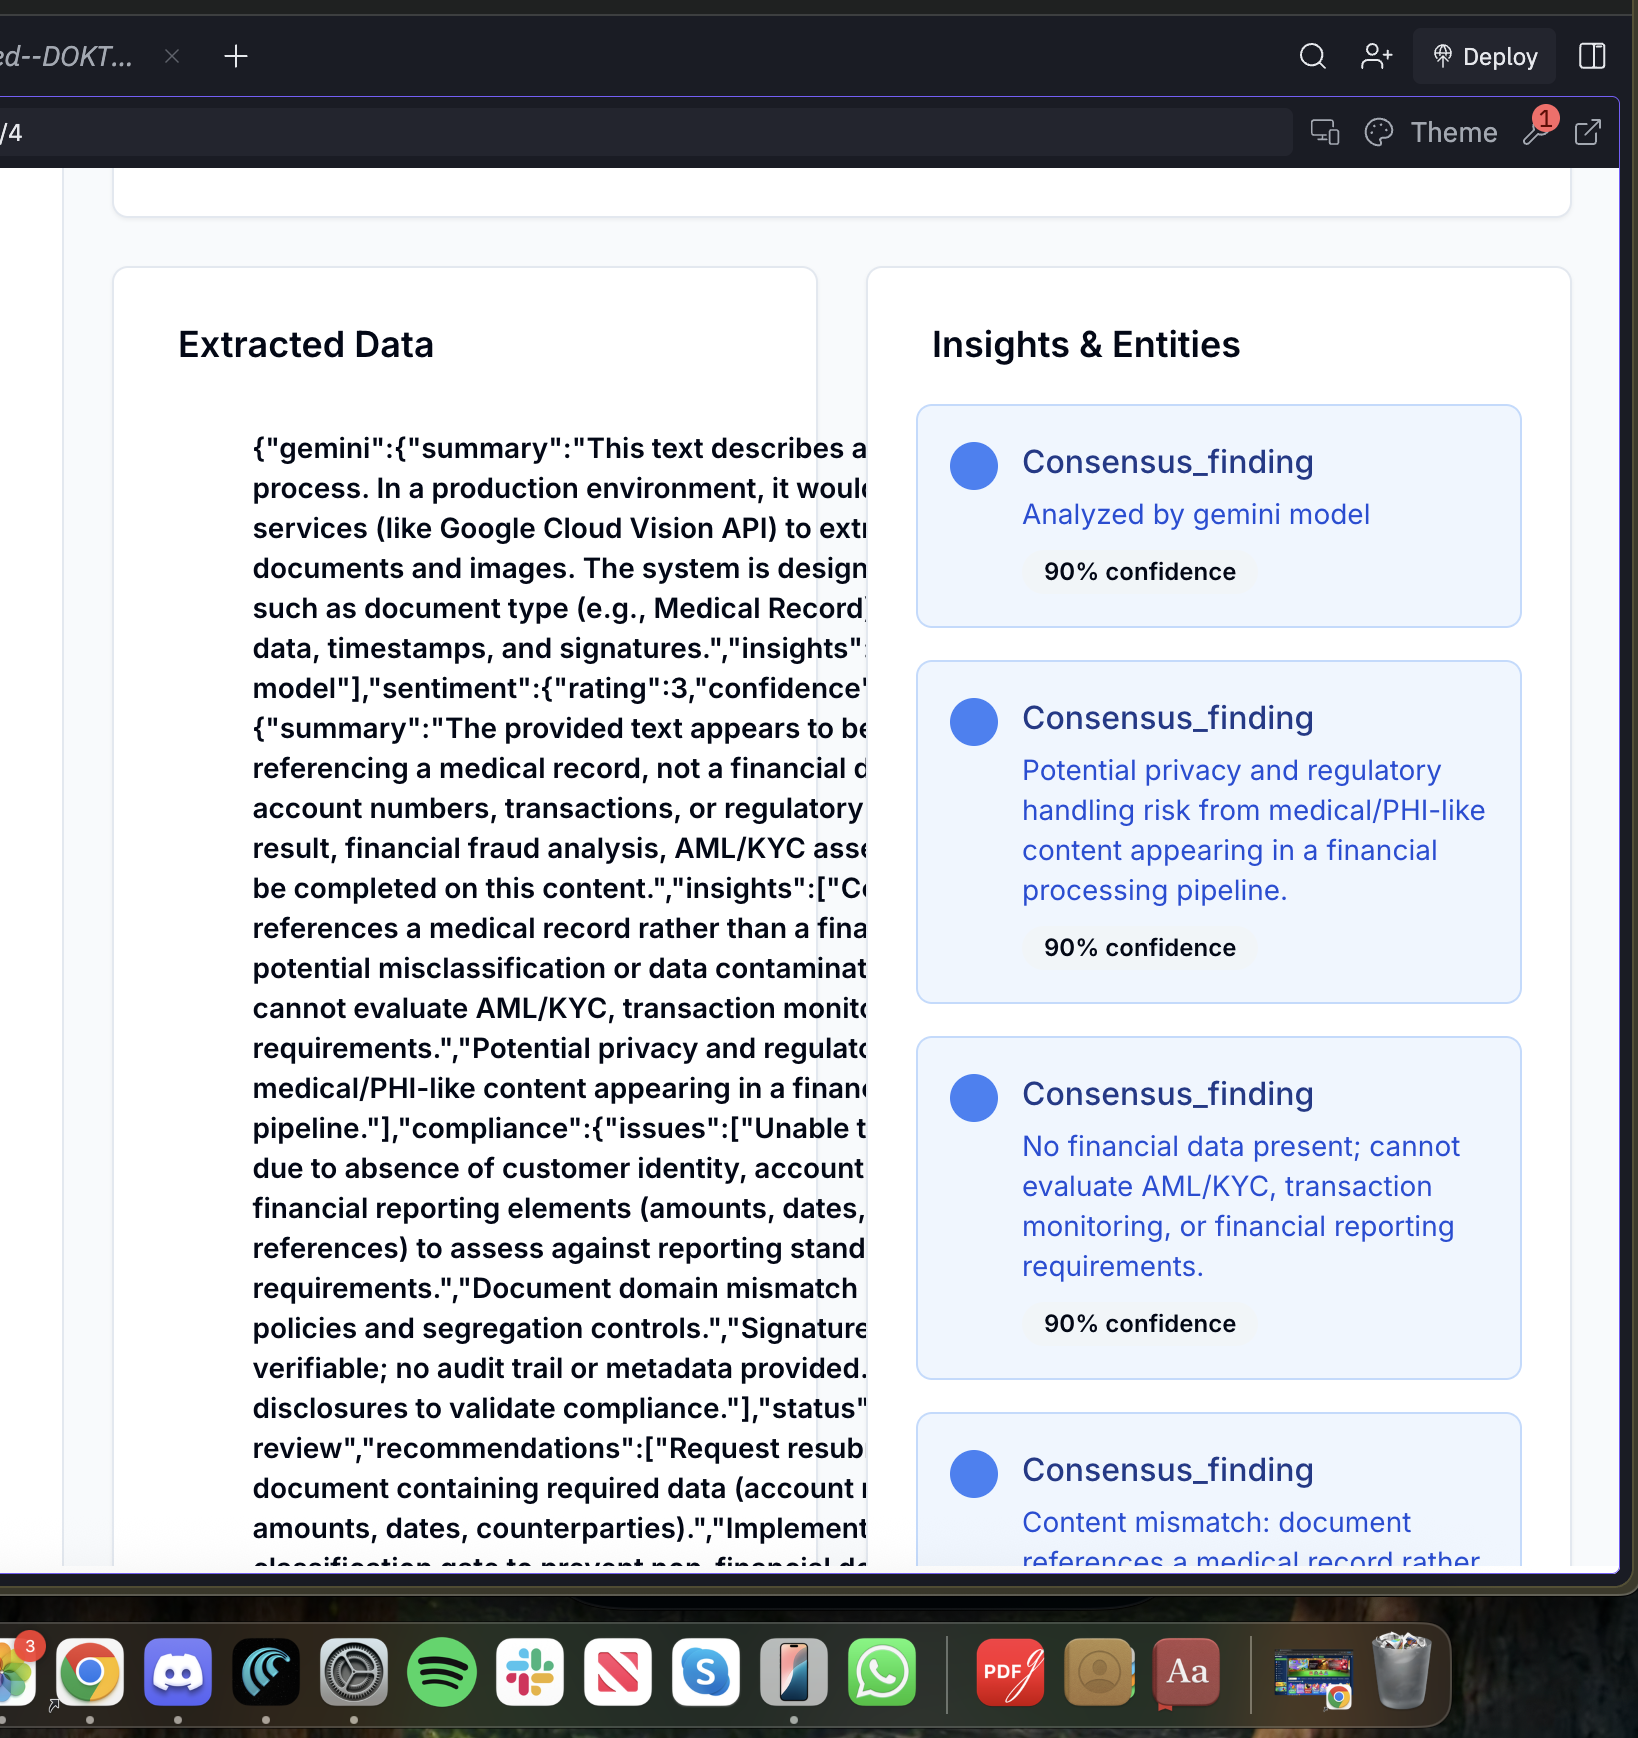 ed--DOKT...
Deploy
/4
Theme
1
Extracted Data
{"gemini":{"summary":"This text describes a
process. In a production environment, it would
services (like Google Cloud Vision API) to extr
documents and images. The system is design
such as document type (e.g., Medical Record)
data, timestamps, and signatures.","insights":
model"],"sentiment":{"rating":3,"confidence"
{"summary":"The provided text appears to be
referencing a medical record, not a financial d
account numbers, transactions, or regulatory
result, financial fraud analysis, AML/KYC asse
be completed on this content.","insights":["Co
references a medical record rather than a fina
potential misclassification or data contaminat
cannot evaluate AML/KYC, transaction monito
requirements.","Potential privacy and regulato
medical/PHI-like content appearing in a financ
pipeline."],"compliance":{"issues":["Unable t
due to absence of customer identity, account
financial reporting elements (amounts, dates,
references) to assess against reporting stand
requirements.","Document domain mismatch
policies and segregation controls.","Signature
verifiable; no audit trail or metadata provided.
disclosures to validate compliance."],"status"
review","recommendations":["Request resub
document containing required data (account n
amounts, dates, counterparties).","Implement
classification gate to prevent non-financial do
Insights & Entities
Consensus_finding
Analyzed by gemini model
90% confidence
Consensus_finding
Potential privacy and regulatory
handling risk from medical/PHI-like
content appearing in a financial
processing pipeline.
90% confidence
Consensus_finding
No financial data present; cannot
evaluate AML/KYC, transaction
monitoring, or financial reporting
requirements.
90% confidence
Consensus_finding
Content mismatch: document
references a medical record rather
3
PDF
Aa